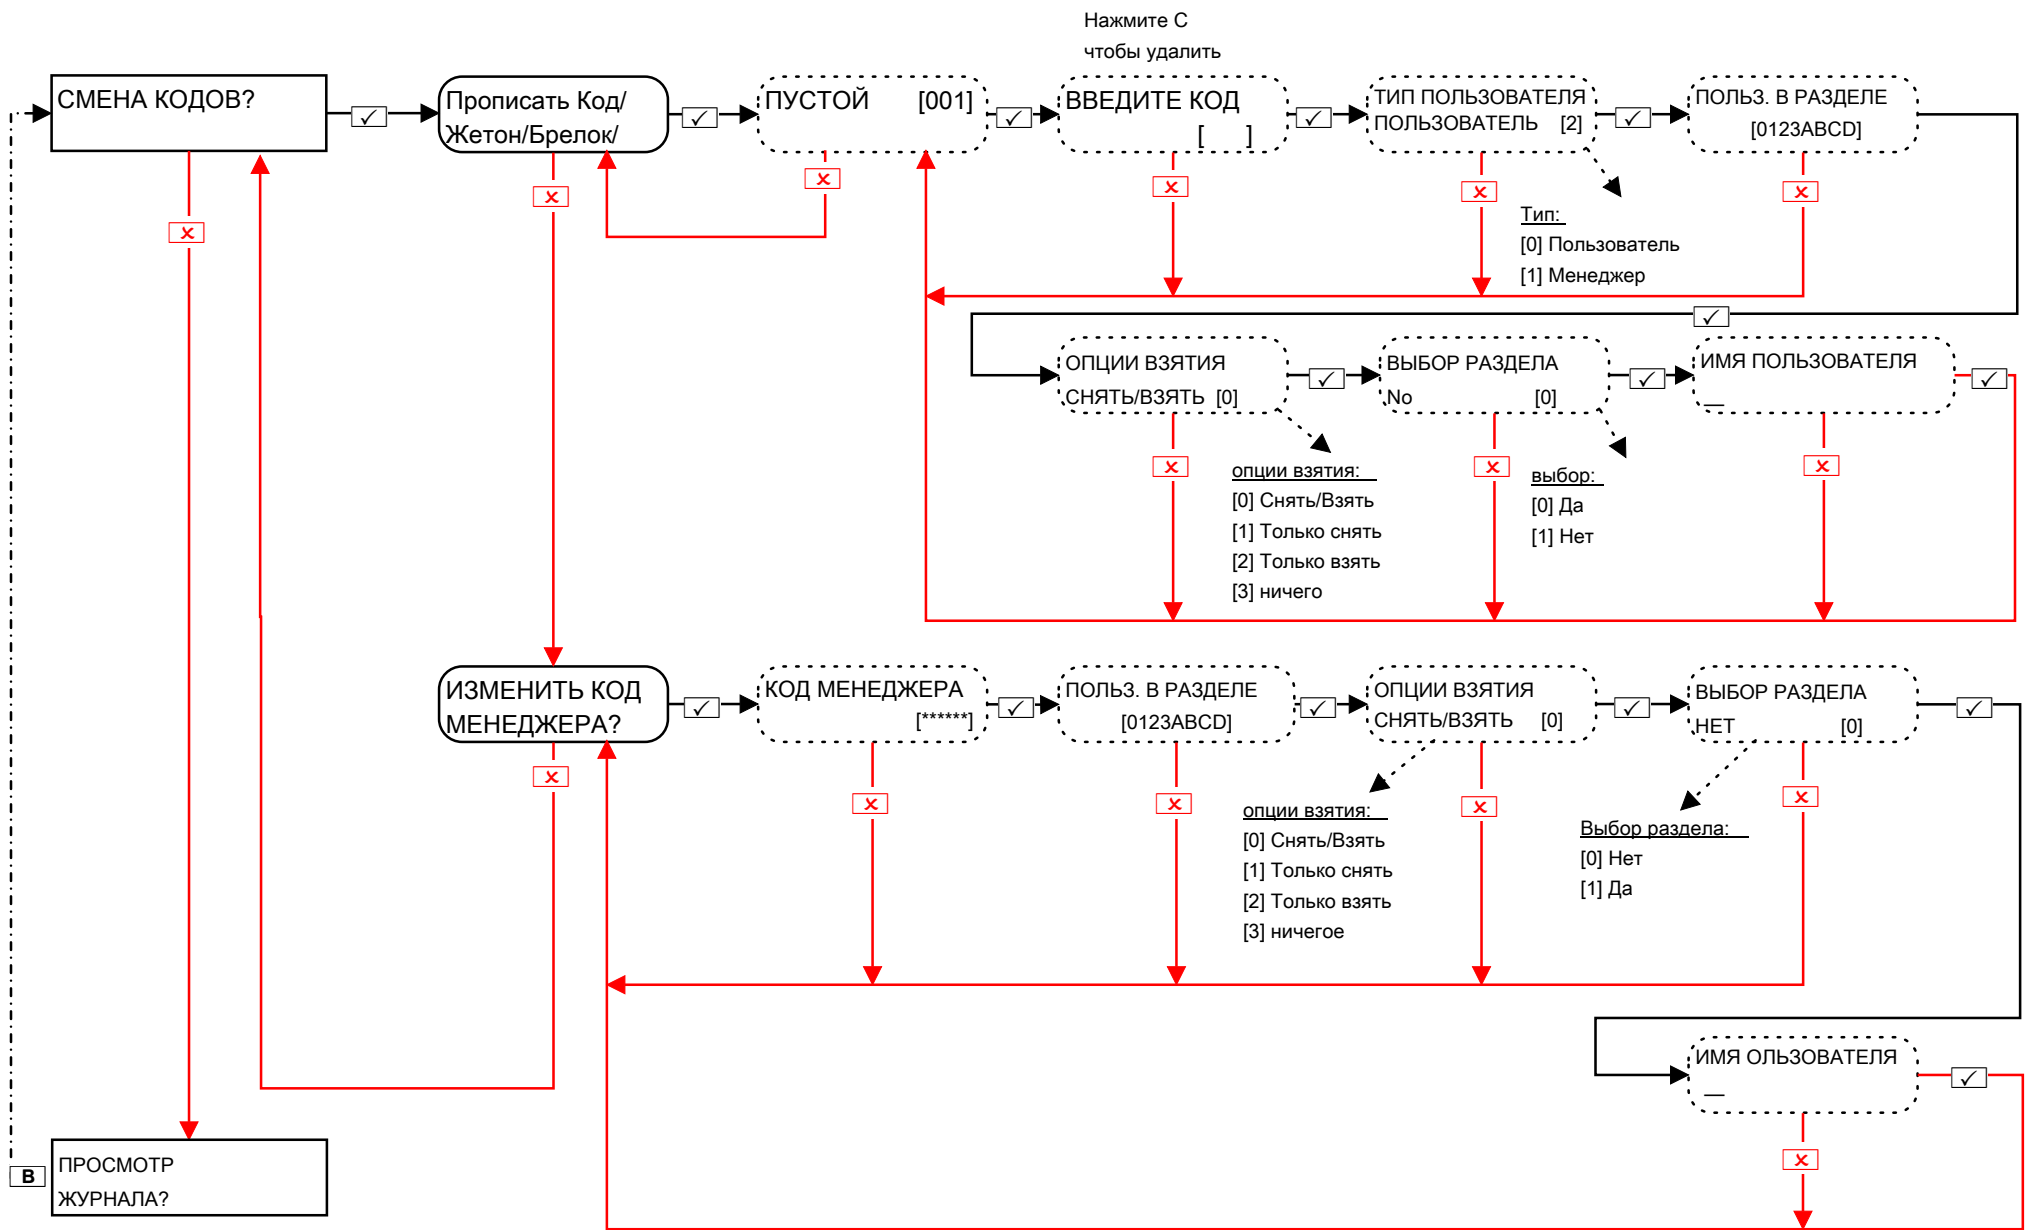 Нажмите С
чтобы удалить
СМЕНА КОДОВ?
Прописать Код/
Жетон/Брелок/
ПУСТОЙ [001]
ВВЕДИТЕ КОД
[ ]
ТИП ПОЛЬЗОВАТЕЛЯ
ПОЛЬЗОВАТЕЛЬ [2]
ПОЛЬЗ. В РАЗДЕЛЕ
[0123ABCD]
Тип:
[0] Пользователь
[1] Менеджер
ОПЦИИ ВЗЯТИЯ
СНЯТЬ/ВЗЯТЬ [0]
ВЫБОР РАЗДЕЛА
No [0]
ИМЯ ПОЛЬЗОВАТЕЛЯ
__
опции взятия:
[0] Снять/Взять
[1] Только снять
[2] Только взять
[3] ничего
выбор:
[0] Да
[1] Нет
ИЗМЕНИТЬ КОД
МЕНЕДЖЕРА?
КОД МЕНЕДЖЕРА
[******]
ПОЛЬЗ. В РАЗДЕЛЕ
[0123ABCD]
ОПЦИИ ВЗЯТИЯ
СНЯТЬ/ВЗЯТЬ [0]
ВЫБОР РАЗДЕЛА
НЕТ [0]
опции взятия:
[0] Снять/Взять
[1] Только снять
[2] Только взять
[3] ничегое
Выбор раздела:
[0] Нет
[1] Да
ИМЯ ОЛЬЗОВАТЕЛЯ
__
B
ПРОСМОТР
ЖУРНАЛА?